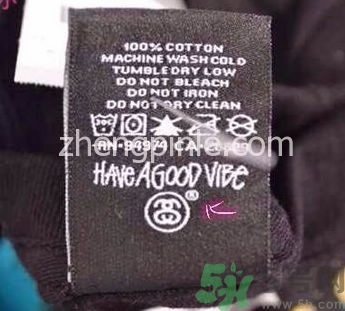 100% COTTON
MACHINE WASH COLD
TUMBLE DRY LOW
DO NOT BLEACH
DO NOT IRON
DO NOT DRY CLEAN
zhengpinle.com
HAVE A GOOD VIBE